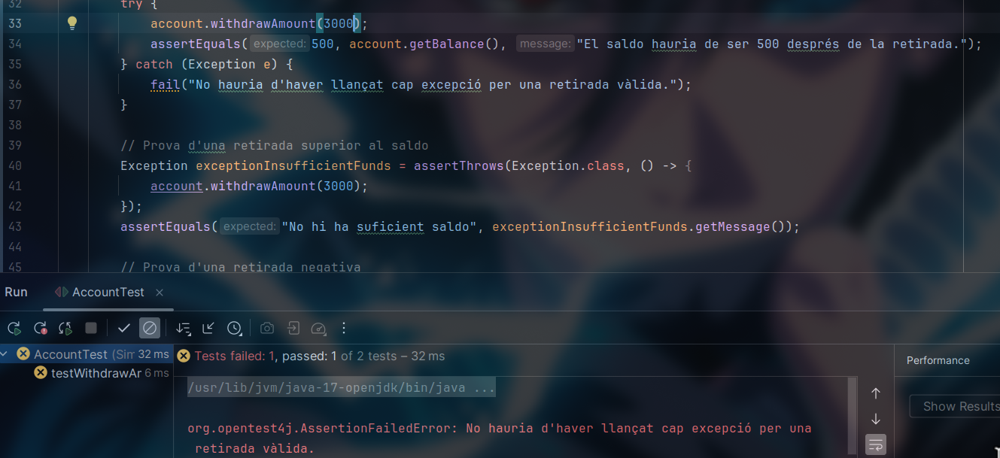 32 try {
33 account.withdrawAmount(3000);
34 assertEquals( expected: 500, account.getBalance(), message: "El saldo hauria de ser 500 després de la retirada.");
35 } catch (Exception e) {
36 fail("No hauria d'haver llançat cap excepció per una retirada vàlida.");
37 }
38
39 // Prova d'una retirada superior al saldo
40 Exception exceptionInsufficientFunds = assertThrows(Exception.class, () -> {
41 account.withdrawAmount(3000);
42 });
43 assertEquals( expected: "No hi ha suficient saldo", exceptionInsufficientFunds.getMessage());
44
45 // Prova d'una retirada negativa
Run AccountTest ×
AccountTest (Sim 32 ms
testWithdrawAr 6 ms
Tests failed: 1, passed: 1 of 2 tests – 32 ms
/usr/lib/jvm/java-17-openjdk/bin/java ...
org.opentest4j.AssertionFailedError: No hauria d'haver llançat cap excepció per una
retirada vàlida.
Performance
Show Results